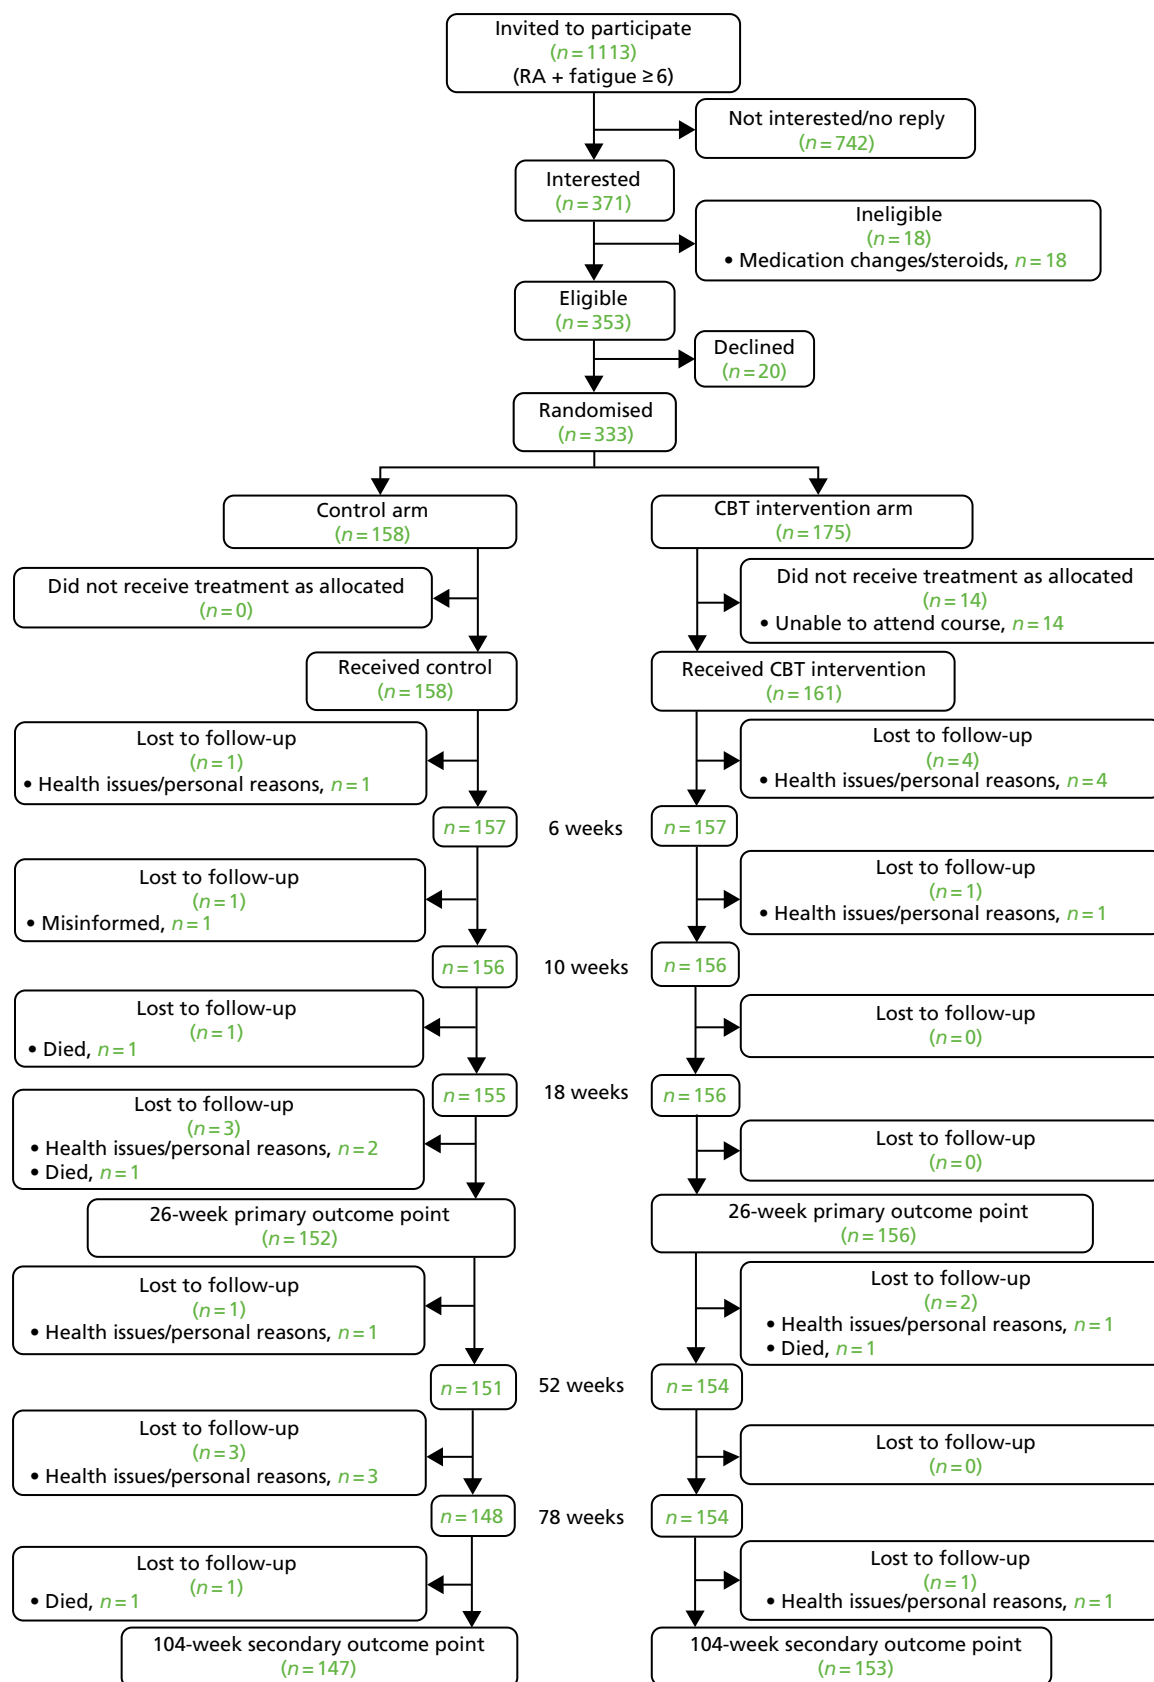 Invited to participate
(n=1113)
(RA + fatigue ≥6)
Not interested/no reply
(n=742)
Interested
(n=371)
Ineligible
(n=18)
• Medication changes/steroids, n=18
Eligible
(n=353)
Declined
(n=20)
Randomised
(n=333)
Control arm
(n=158)
CBT intervention arm
(n=175)
Did not receive treatment as allocated
(n=0)
Did not receive treatment as allocated
(n=14)
• Unable to attend course, n=14
Received control
(n=158)
Received CBT intervention
(n=161)
Lost to follow-up
(n=1)
• Health issues/personal reasons, n=1
Lost to follow-up
(n=4)
• Health issues/personal reasons, n=4
n=157
6 weeks
n=157
Lost to follow-up
(n=1)
• Misinformed, n=1
Lost to follow-up
(n=1)
• Health issues/personal reasons, n=1
n=156
10 weeks
n=156
Lost to follow-up
(n=1)
• Died, n=1
Lost to follow-up
(n=0)
n=155
18 weeks
n=156
Lost to follow-up
(n=3)
• Health issues/personal reasons, n=2
• Died, n=1
Lost to follow-up
(n=0)
26-week primary outcome point
(n=152)
26-week primary outcome point
(n=156)
Lost to follow-up
(n=1)
• Health issues/personal reasons, n=1
Lost to follow-up
(n=2)
• Health issues/personal reasons, n=1
• Died, n=1
n=151
52 weeks
n=154
Lost to follow-up
(n=3)
• Health issues/personal reasons, n=3
Lost to follow-up
(n=0)
n=148
78 weeks
n=154
Lost to follow-up
(n=1)
• Died, n=1
Lost to follow-up
(n=1)
• Health issues/personal reasons, n=1
104-week secondary outcome point
(n=147)
104-week secondary outcome point
(n=153)